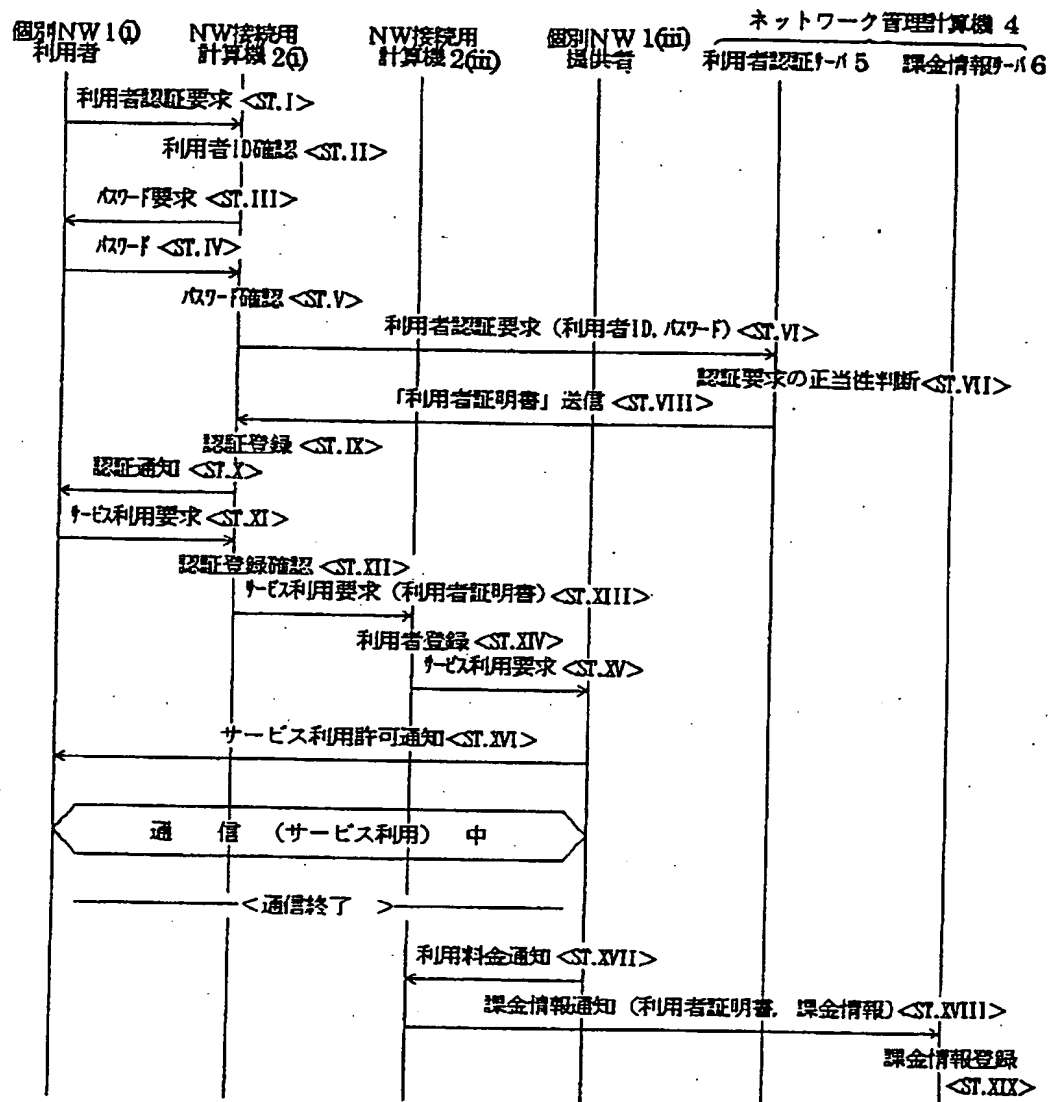 個別NW 1(i)
利用者
NW接続用
計算機 2(i)
NW接続用
計算機 2(iii)
個別NW 1(iii)
提供者
ネットワーク管理計算機 4
利用者認証サーバ 5
課金情報サーバ 6
利用者認証要求 <ST.I>
利用者ID確認 <ST.II>
パスワード要求 <ST.III>
パスワード <ST.IV>
パスワード確認 <ST.V>
利用者認証要求 (利用者ID, パスワード) <ST.VI>
認証要求の正当性判断 <ST.VII>
「利用者証明書」送信 <ST.VIII>
認証登録 <ST.IX>
認証通知 <ST.X>
サービス利用要求 <ST.XI>
認証登録確認 <ST.XII>
サービス利用要求 (利用者証明書) <ST.XIII>
利用者登録 <ST.XIV>
サービス利用要求 <ST.XV>
サービス利用許可通知 <ST.XVI>
通 信 (サービス利用) 中
<通信終了 >
利用料金通知 <ST.XVII>
課金情報通知 (利用者証明書, 課金情報) <ST.XVIII>
課金情報登録
<ST.XIX>